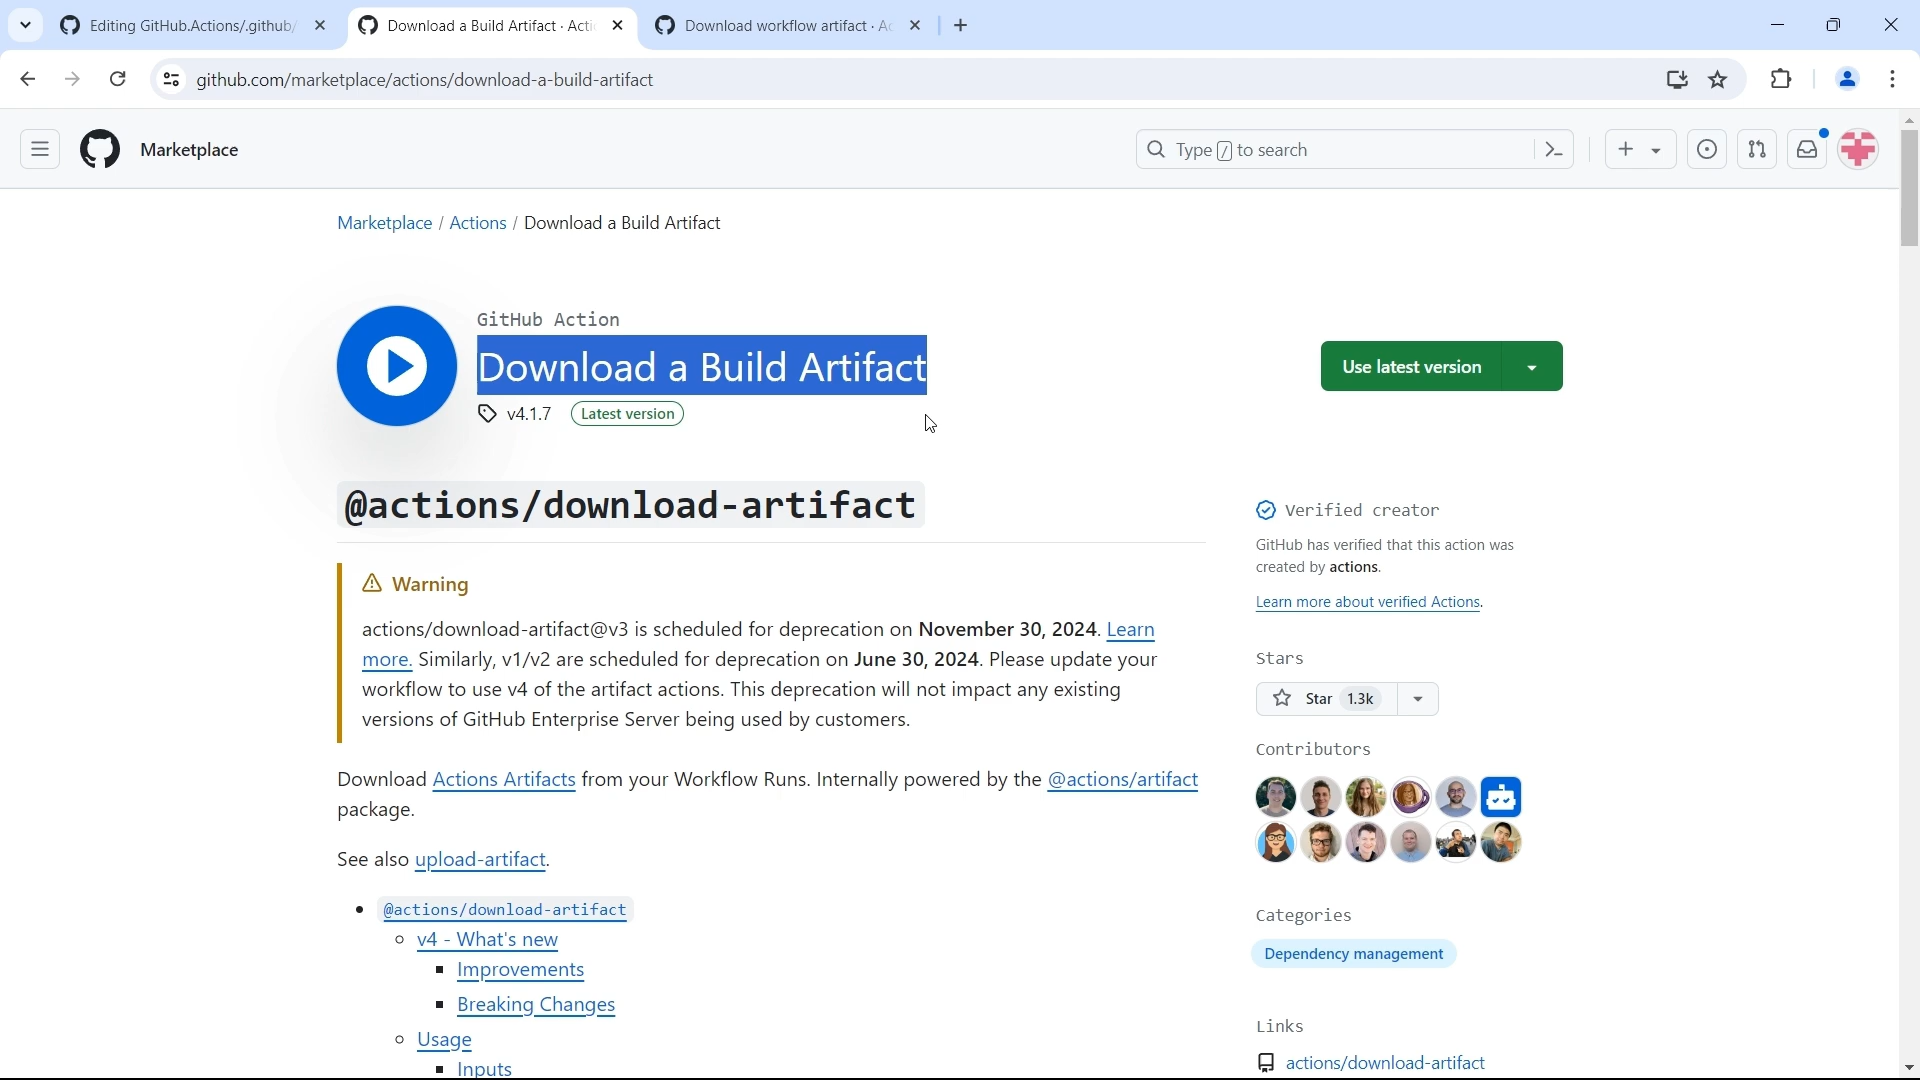 Editing GitHub.Actions/.github/
Download a Build Artifact · Acti
Download workflow artifact · Ac
github.com/marketplace/actions/download-a-build-artifact
Marketplace
Type / to search
Marketplace / Actions / Download a Build Artifact
GitHub Action
Download a Build Artifact
v4.1.7 Latest version
Use latest version
@actions/download-artifact
Warning
actions/download-artifact@v3 is scheduled for deprecation on November 30, 2024. Learn
more. Similarly, v1/v2 are scheduled for deprecation on June 30, 2024. Please update your
workflow to use v4 of the artifact actions. This deprecation will not impact any existing
versions of GitHub Enterprise Server being used by customers.
Download Actions Artifacts from your Workflow Runs. Internally powered by the @actions/artifact
package.
See also upload-artifact.
@actions/download-artifact
v4 - What's new
Improvements
Breaking Changes
Usage
Inputs
Verified creator
GitHub has verified that this action was
created by actions.
Learn more about verified Actions.
Stars
Star 1.3k
Contributors
Categories
Dependency management
Links
actions/download-artifact